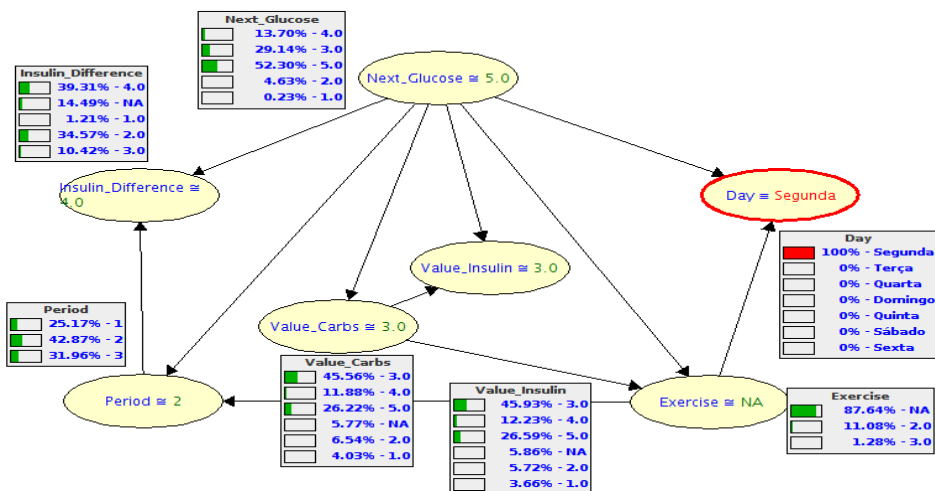 Next_Glucose
13.70% - 4.0
29.14% - 3.0
52.30% - 5.0
4.63% - 2.0
0.23% - 1.0
Next_Glucose ≅ 5.0
Insulin_Difference
39.31% - 4.0
14.49% - NA
1.21% - 1.0
34.57% - 2.0
10.42% - 3.0
Insulin_Difference ≅
4.0
Day ≡ Segunda
Day
100% - Segunda
0% - Terça
0% - Quarta
0% - Domingo
0% - Quinta
0% - Sábado
0% - Sexta
Value_Insulin ≅ 3.0
Value_Carbs ≅ 3.0
Period
25.17% - 1
42.87% - 2
31.96% - 3
Period ≅ 2
Value_Carbs
45.56% - 3.0
11.88% - 4.0
26.22% - 5.0
5.77% - NA
6.54% - 2.0
4.03% - 1.0
Value_Insulin
45.93% - 3.0
12.23% - 4.0
26.59% - 5.0
5.86% - NA
5.72% - 2.0
3.66% - 1.0
Exercise ≅ NA
Exercise
87.64% - NA
11.08% - 2.0
1.28% - 3.0